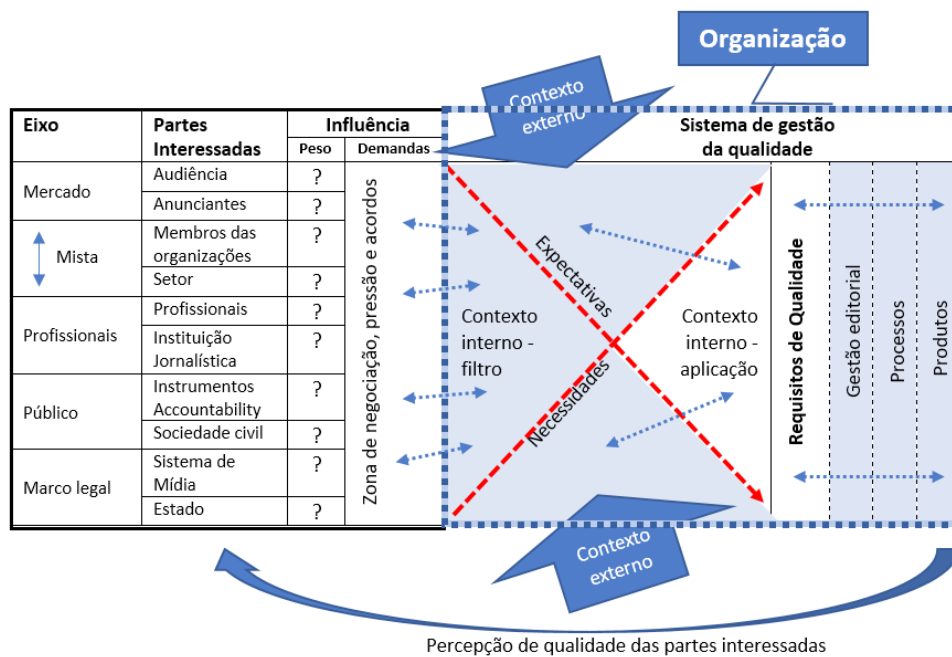 Organização
Contexto
externo
Eixo
Partes
Interessadas
Influência
Peso
Demandas
Sistema de gestão
da qualidade
Mercado
Audiência
?
Anunciantes
?
Mista
Membros das
organizações
?
Setor
?
Profissionais
Profissionais
?
Instituição
Jornalística
?
Público
Instrumentos
Accountability
?
Sociedade civil
?
Marco legal
Sistema de
Mídia
?
Estado
?
Zona de negociação, pressão e acordos
Contexto
interno -
filtro
Expectativas
Necessidades
Contexto
interno -
aplicação
Requisitos de Qualidade
Gestão editorial
Processos
Produtos
Contexto
externo
Percepção de qualidade das partes interessadas